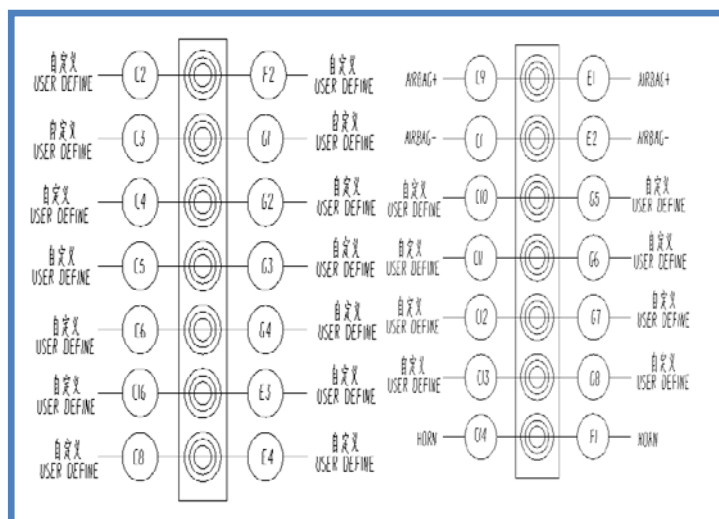 自定义
USER DEFINE
C2
F2
自定义
USER DEFINE
自定义
USER DEFINE
C3
G1
自定义
USER DEFINE
自定义
USER DEFINE
C4
G2
自定义
USER DEFINE
自定义
USER DEFINE
C5
G3
自定义
USER DEFINE
自定义
USER DEFINE
C6
G4
自定义
USER DEFINE
自定义
USER DEFINE
C16
E3
自定义
USER DEFINE
自定义
USER DEFINE
C8
E4
自定义
USER DEFINE
AIRBAG+
C9
E1
AIRBAG+
AIRBAG-
C1
E2
AIRBAG-
自定义
USER DEFINE
C10
G5
自定义
USER DEFINE
自定义
USER DEFINE
C11
G6
自定义
USER DEFINE
自定义
USER DEFINE
C12
G7
自定义
USER DEFINE
自定义
USER DEFINE
C13
G8
自定义
USER DEFINE
HORN
C14
F1
HORN